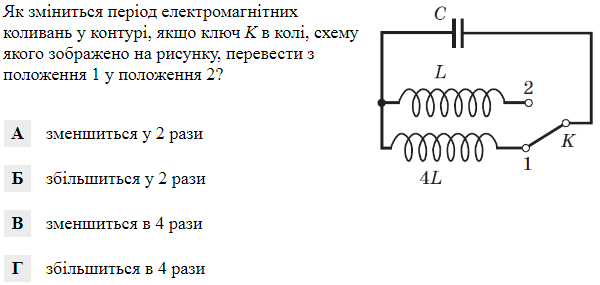 Як зміниться період електромагнітних
коливань у контурі, якщо ключ K в колі, схему
якого зображено на рисунку, перевести з
положення 1 у положення 2?
А зменшиться у 2 рази
Б збільшиться у 2 рази
В зменшиться в 4 рази
Г збільшиться в 4 рази
C
L
2
K
1
4L